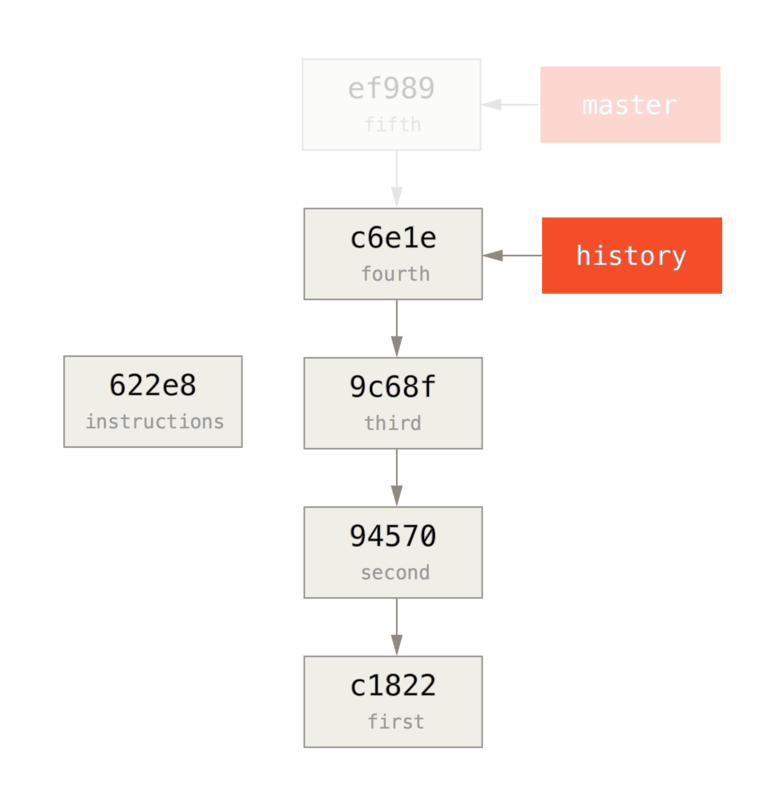 ef989
fifth
master
c6e1e
fourth
history
622e8
instructions
9c68f
third
94570
second
c1822
first